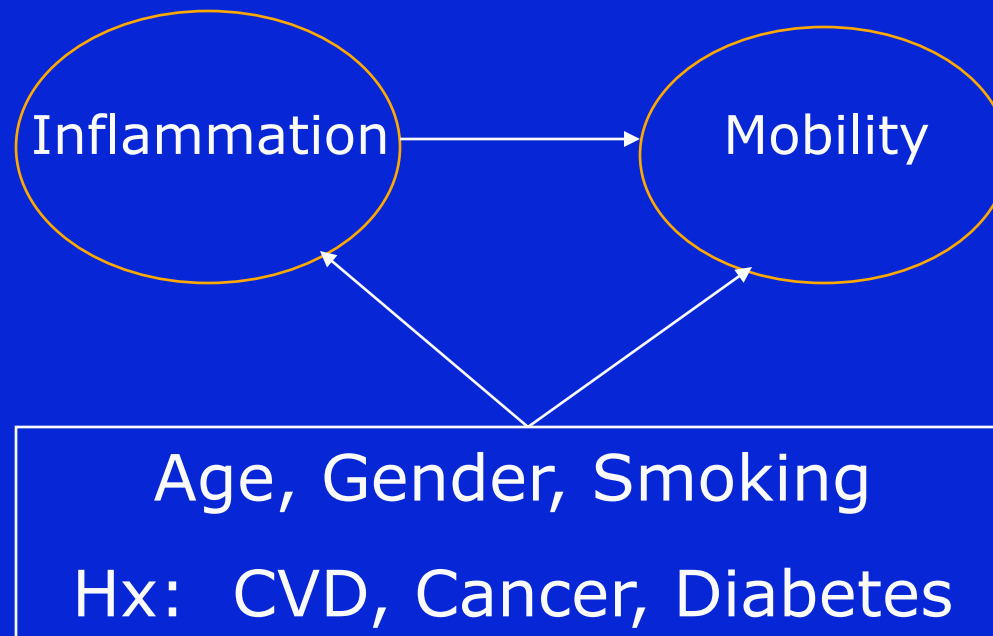 Inflammation
Mobility
Age, Gender, Smoking
Hx: CVD, Cancer, Diabetes